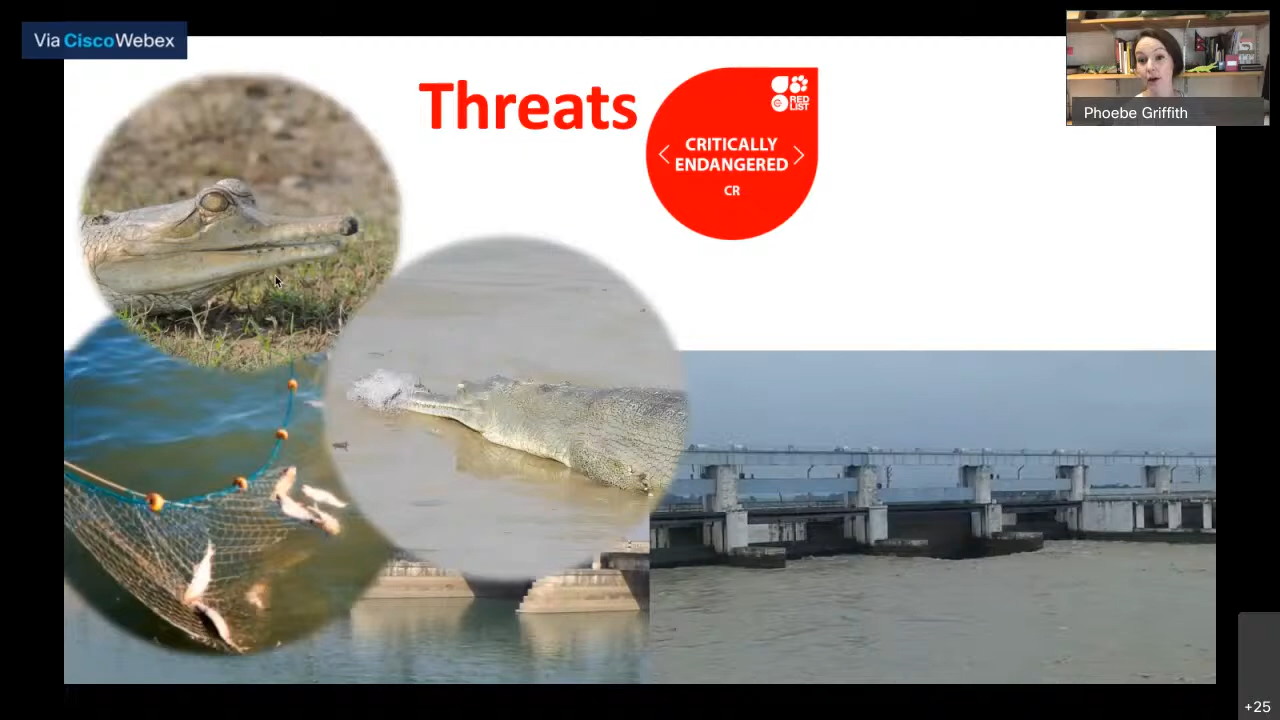 Via CiscoWebex
Threats
RED
LIST
CRITICALLY
ENDANGERED
CR
Phoebe Griffith
+25